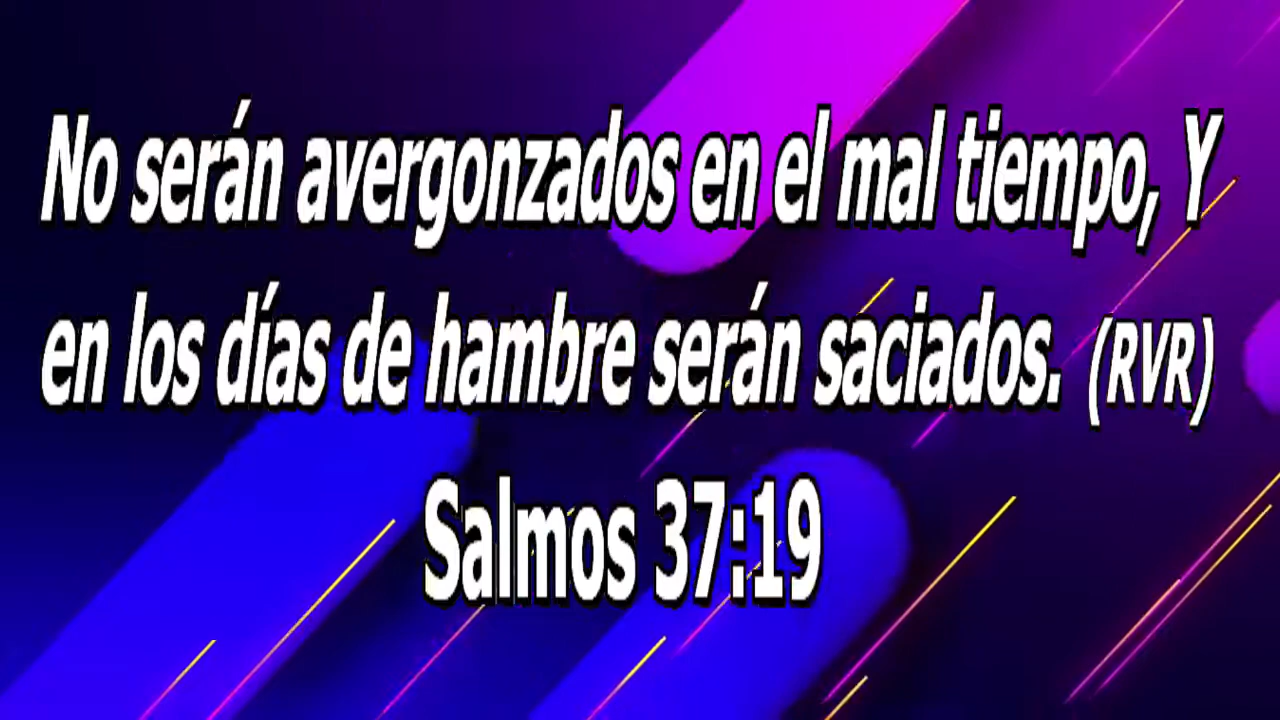 No serán avergonzados en el mal tiempo, Y
en los días de hambre serán saciados. (RVR)
Salmos 37:19